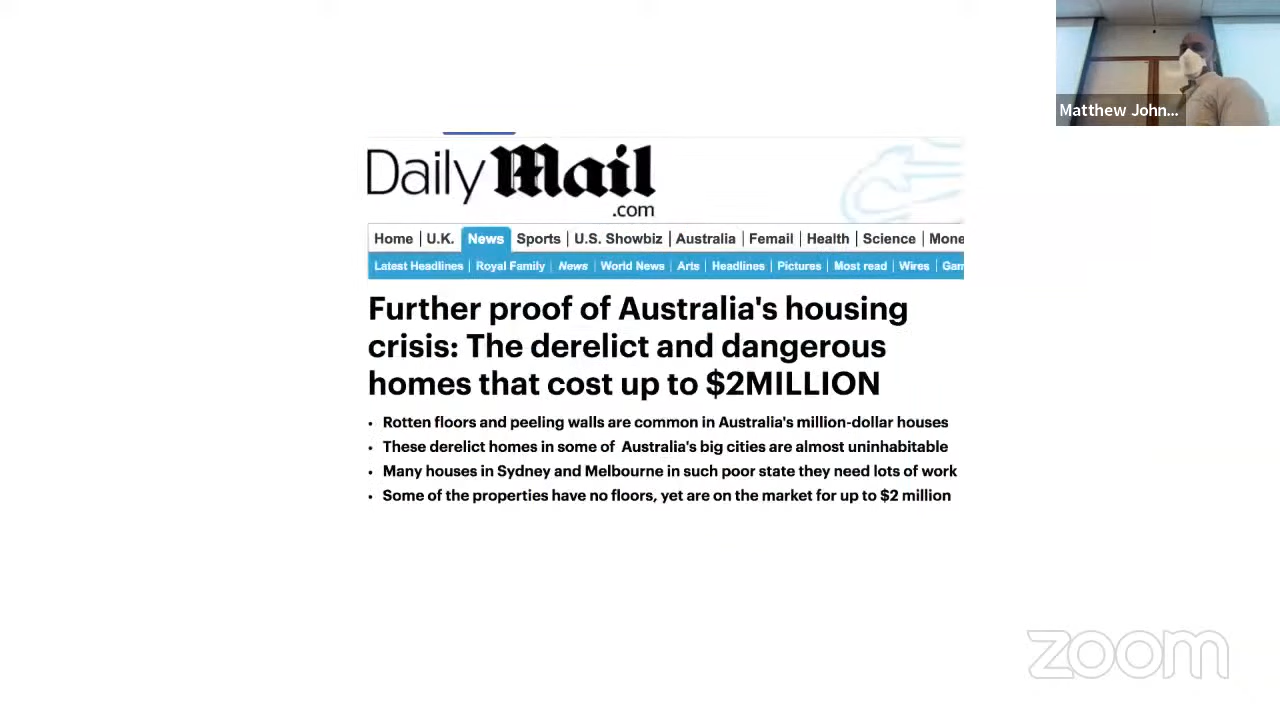 Matthew John...
Daily Mail
.com
Home | U.K. News Sports | U.S. Showbiz | Australia | Femail | Health | Science | Mone
Latest Headlines | Royal Family | News | World News | Arts | Headlines | Pictures | Most read | Wires | Gam
Further proof of Australia's housing
crisis: The derelict and dangerous
homes that cost up to $2MILLION
• Rotten floors and peeling walls are common in Australia's million-dollar houses
• These derelict homes in some of Australia's big cities are almost uninhabitable
• Many houses in Sydney and Melbourne in such poor state they need lots of work
• Some of the properties have no floors, yet are on the market for up to $2 million
zoom